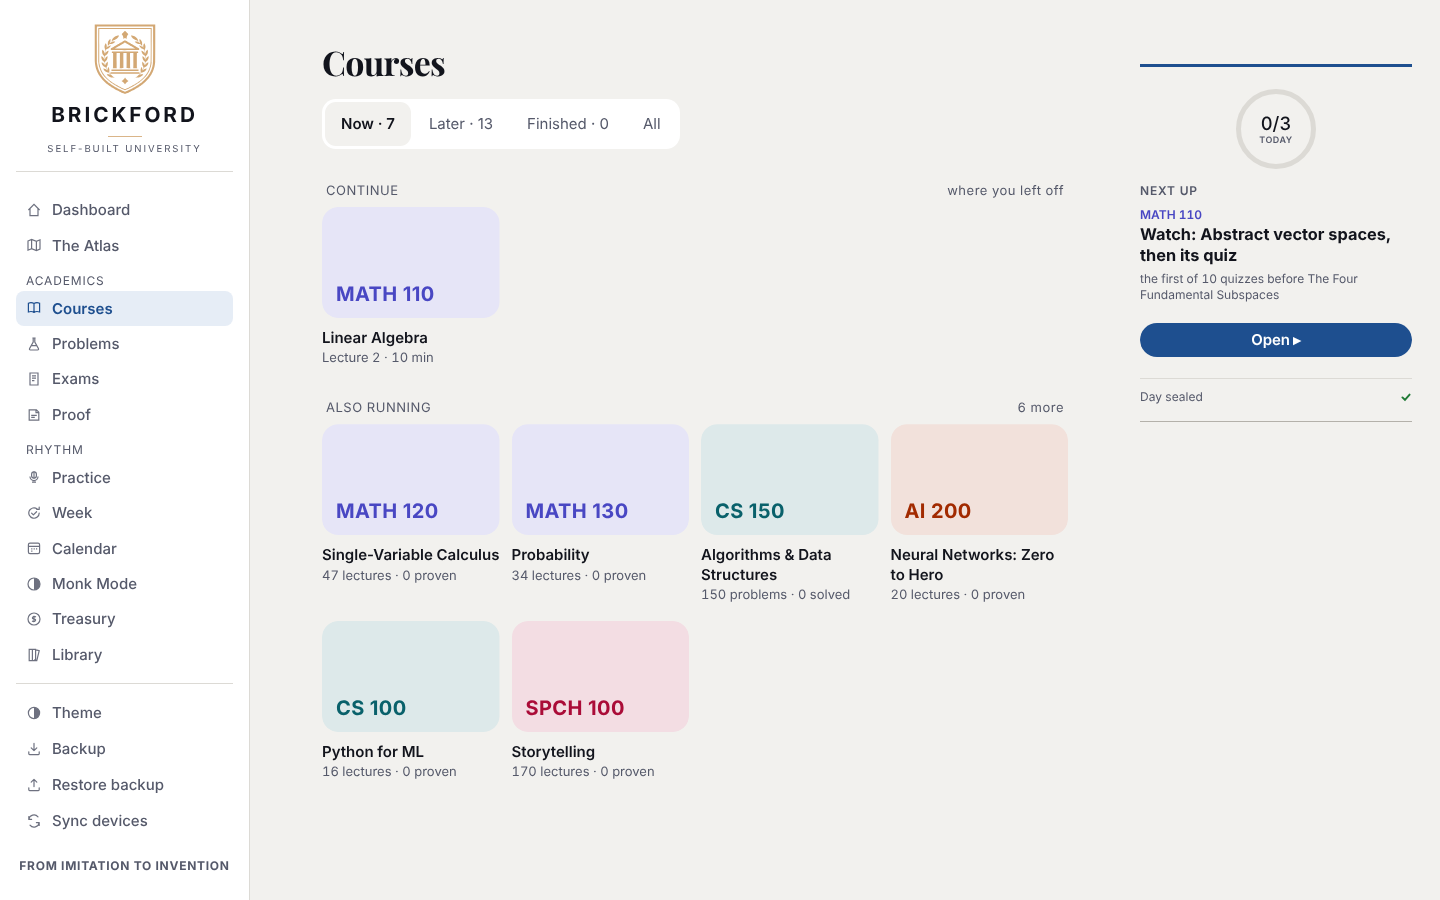 BRICKFORD
SELF-BUILT UNIVERSITY
Dashboard
The Atlas
ACADEMICS
Courses
Problems
Exams
Proof
RHYTHM
Practice
Week
Calendar
Monk Mode
Treasury
Library
Theme
Backup
Restore backup
Sync devices
FROM IMITATION TO INVENTION
Courses
Now · 7
Later · 13
Finished · 0
All
CONTINUE
where you left off
MATH 110
Linear Algebra
Lecture 2 · 10 min
ALSO RUNNING
6 more
MATH 120
Single-Variable Calculus
47 lectures · 0 proven
MATH 130
Probability
34 lectures · 0 proven
CS 150
Algorithms & Data
Structures
150 problems · 0 solved
AI 200
Neural Networks: Zero
to Hero
20 lectures · 0 proven
CS 100
Python for ML
16 lectures · 0 proven
SPCH 100
Storytelling
170 lectures · 0 proven
0/3
TODAY
NEXT UP
MATH 110
Watch: Abstract vector spaces,
then its quiz
the first of 10 quizzes before The Four
Fundamental Subspaces
Open ▸
Day sealed